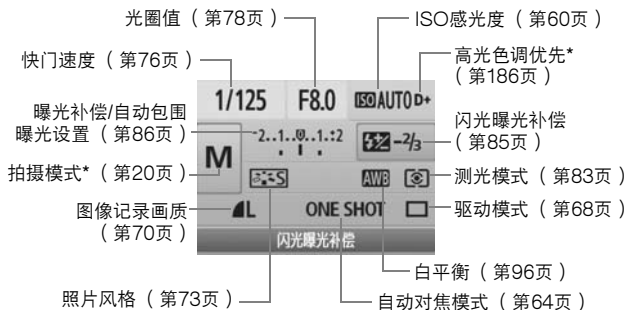 光圈值（第78页）
ISO感光度（第60页）
快门速度（第76页）
高光色调优先*
（第186页）
1/125 F8.0 ISO AUTO D+
曝光补偿/自动包围
曝光设置（第86页）
-2..1..0..1.:2
-2/3
闪光曝光补偿
（第85页）
M
拍摄模式*（第20页）
S
AWB
测光模式（第83页）
图像记录画质
（第70页）
L
ONE SHOT
驱动模式（第68页）
闪光曝光补偿
白平衡（第96页）
照片风格（第73页）
自动对焦模式（第64页）